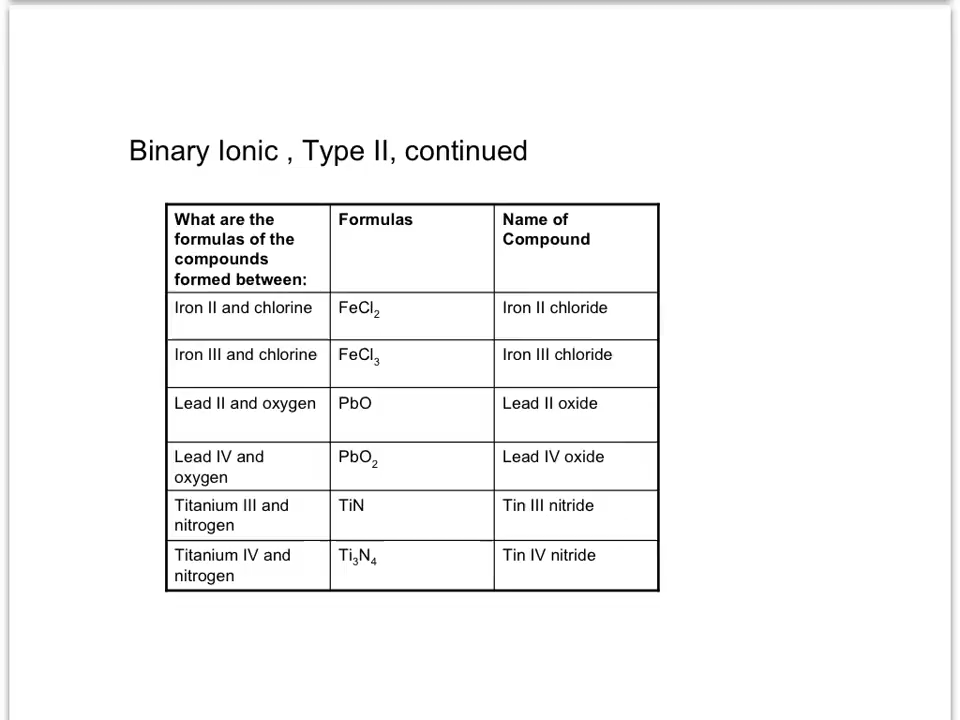 Binary Ionic , Type II, continued
What are the
formulas of the
compounds
formed between:
Formulas
Name of
Compound
Iron II and chlorine
FeCl₂
Iron II chloride
Iron III and chlorine
FeCl₃
Iron III chloride
Lead II and oxygen
PbO
Lead II oxide
Lead IV and
oxygen
PbO₂
Lead IV oxide
Titanium III and
nitrogen
TiN
Tin III nitride
Titanium IV and
nitrogen
Ti₃N₄
Tin IV nitride